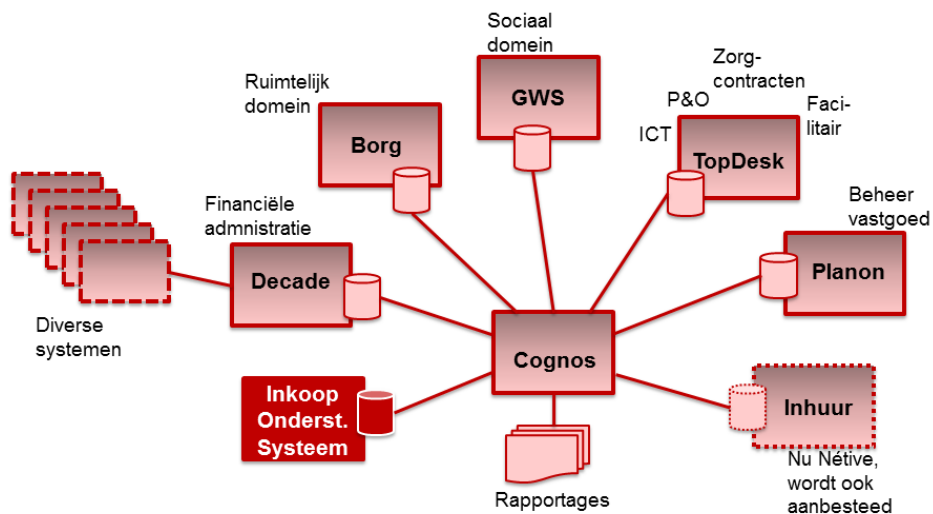 Sociaal
domein
GWS
Zorg-
contracten
P&O
Faci-
litair
ICT
TopDesk
Ruimtelijk
domein
Borg
Beheer
vastgoed
Planon
Financiële
admnistratie
Decade
Diverse
systemen
Cognos
Inkoop
Onderst.
Systeem
Inhuur
Nu Nétive,
wordt ook
aanbesteed
Rapportages